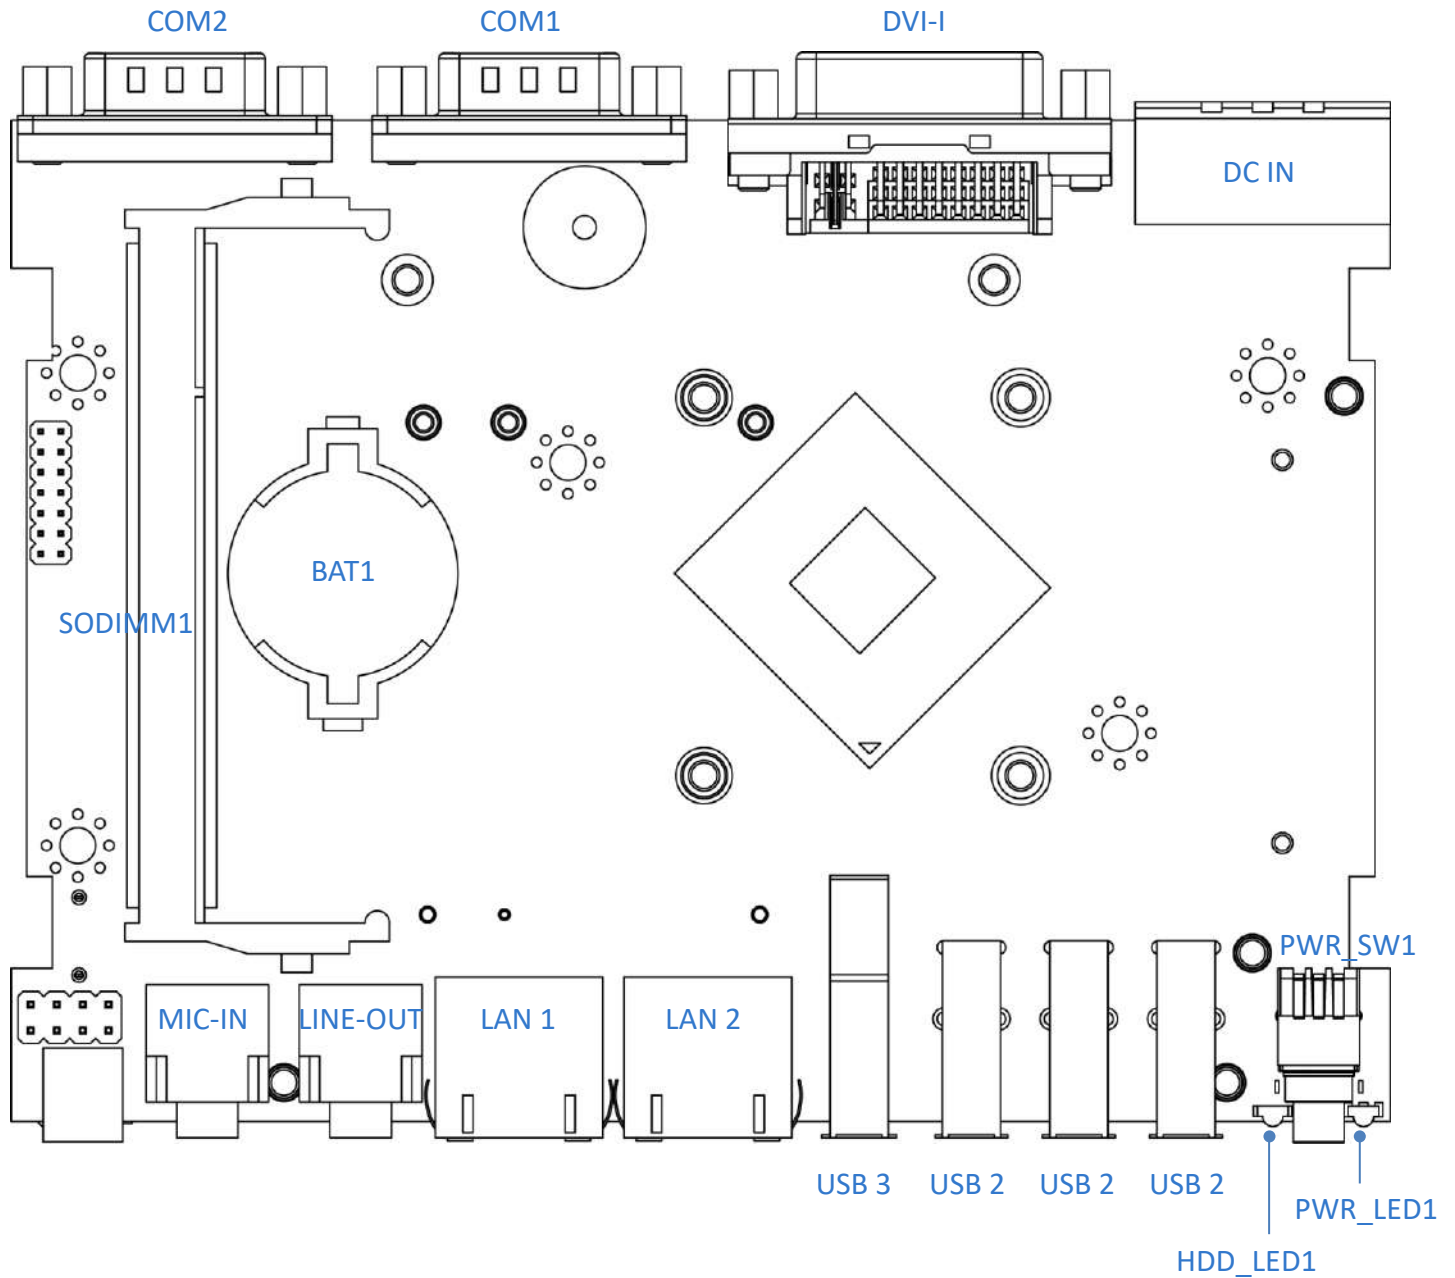 COM2
COM1
DVI-I
DC IN
BAT1
SODIMM1
PWR_SW1
MIC-IN
LINE-OUT
LAN 1
LAN 2
USB 3
USB 2
USB 2
USB 2
PWR_LED1
HDD_LED1